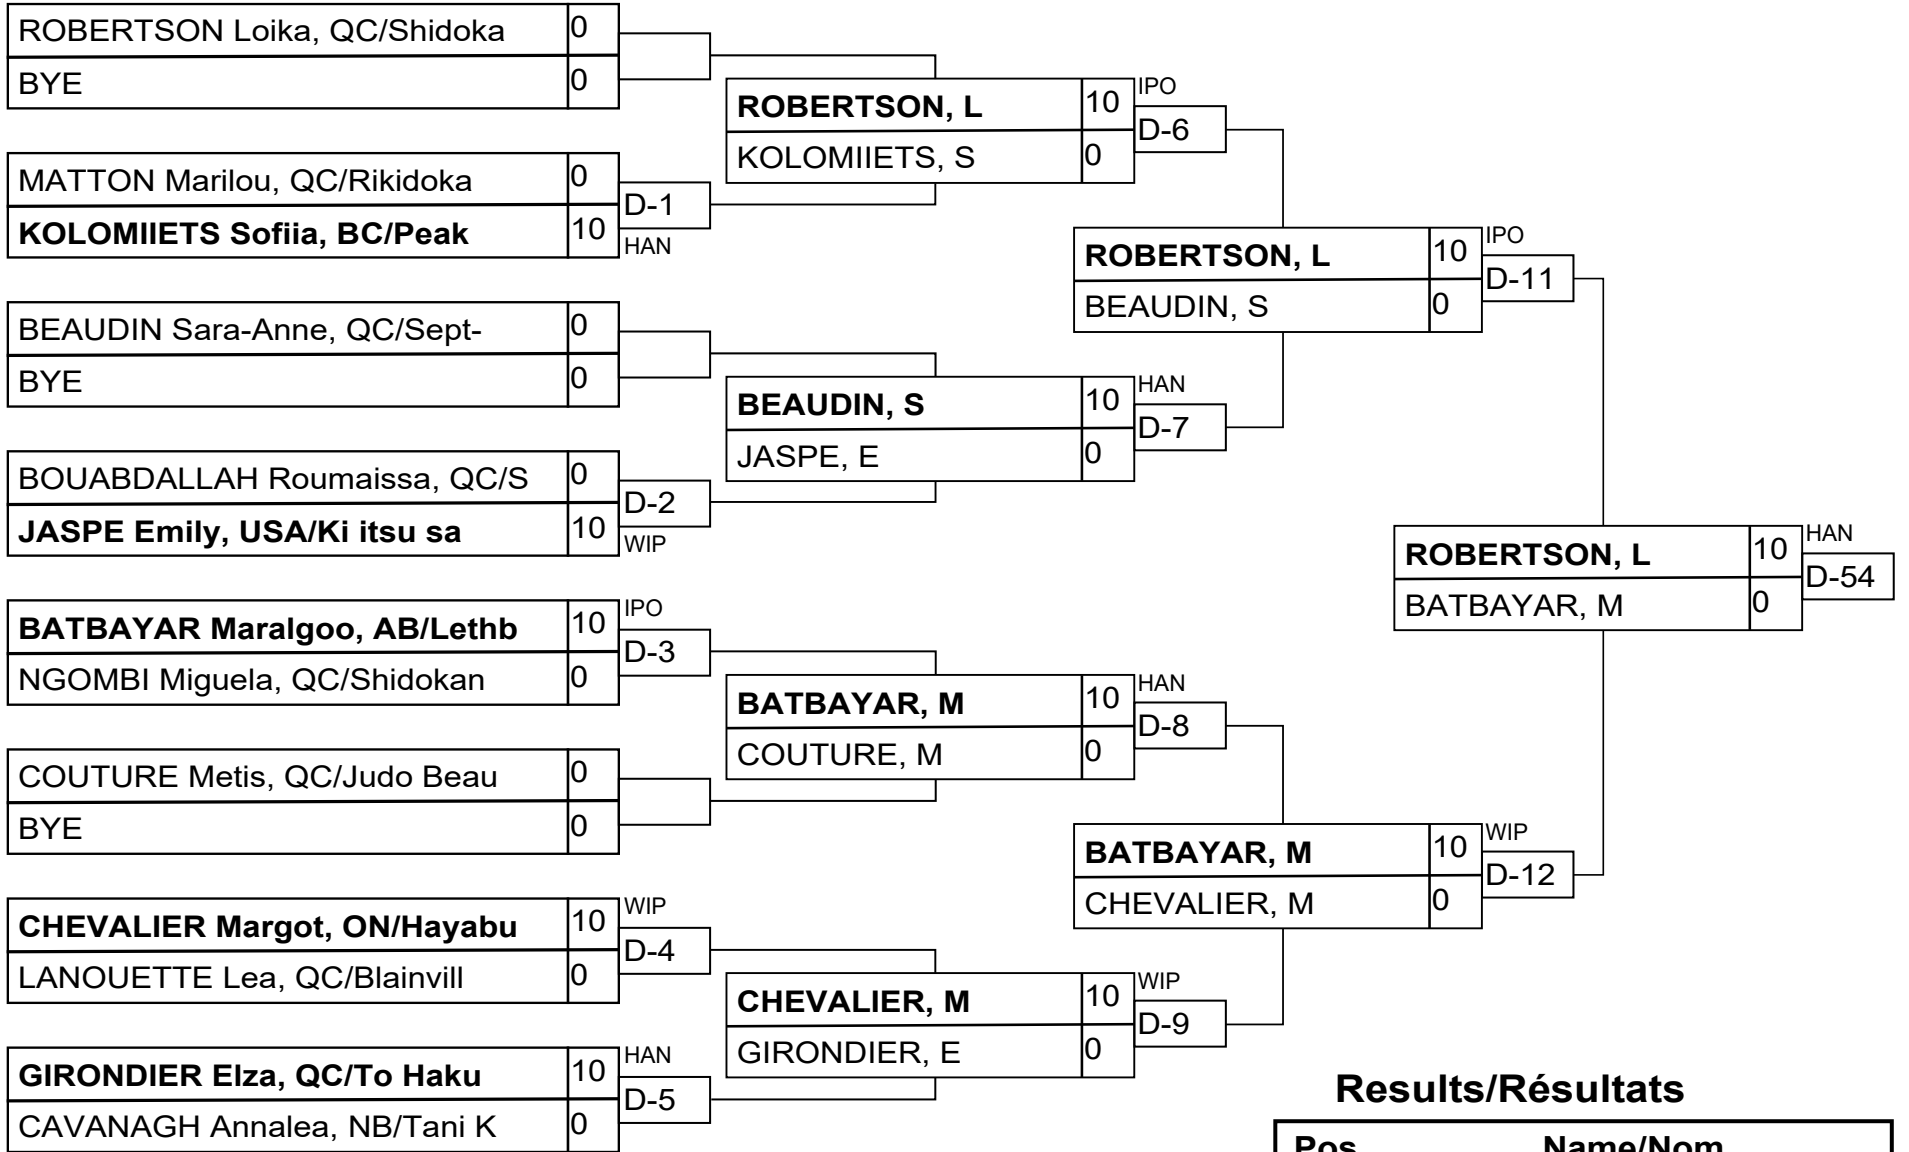 ROBERTSON Loika, QC/Shidoka 0
BYE 0
MATTON Marilou, QC/Rikidoka 0
D-1
KOLOMIIETS Sofiia, BC/Peak 10
HAN
BEAUDIN Sara-Anne, QC/Sept- 0
BYE 0
BOUABDALLAH Roumaissa, QC/S 0
D-2
JASPE Emily, USA/Ki itsu sa 10
WIP
BATBAYAR Maralgoo, AB/Lethb 10
IPO
D-3
NGOMBI Miguela, QC/Shidokan 0
COUTURE Metis, QC/Judo Beau 0
BYE 0
CHEVALIER Margot, ON/Hayabu 10
WIP
D-4
LANOUETTE Lea, QC/Blainvill 0
GIRONDIER Elza, QC/To Haku 10
HAN
D-5
CAVANAGH Annalea, NB/Tani K 0
ROBERTSON, L 10
IPO
D-6
KOLOMIIETS, S 0
BEAUDIN, S 10
HAN
D-7
JASPE, E 0
BATBAYAR, M 10
HAN
D-8
COUTURE, M 0
CHEVALIER, M 10
WIP
D-9
GIRONDIER, E 0
ROBERTSON, L 10
IPO
D-11
BEAUDIN, S 0
BATBAYAR, M 10
WIP
D-12
CHEVALIER, M 0
ROBERTSON, L 10
HAN
D-54
BATBAYAR, M 0
Results/Résultats
Pos Name/Nom